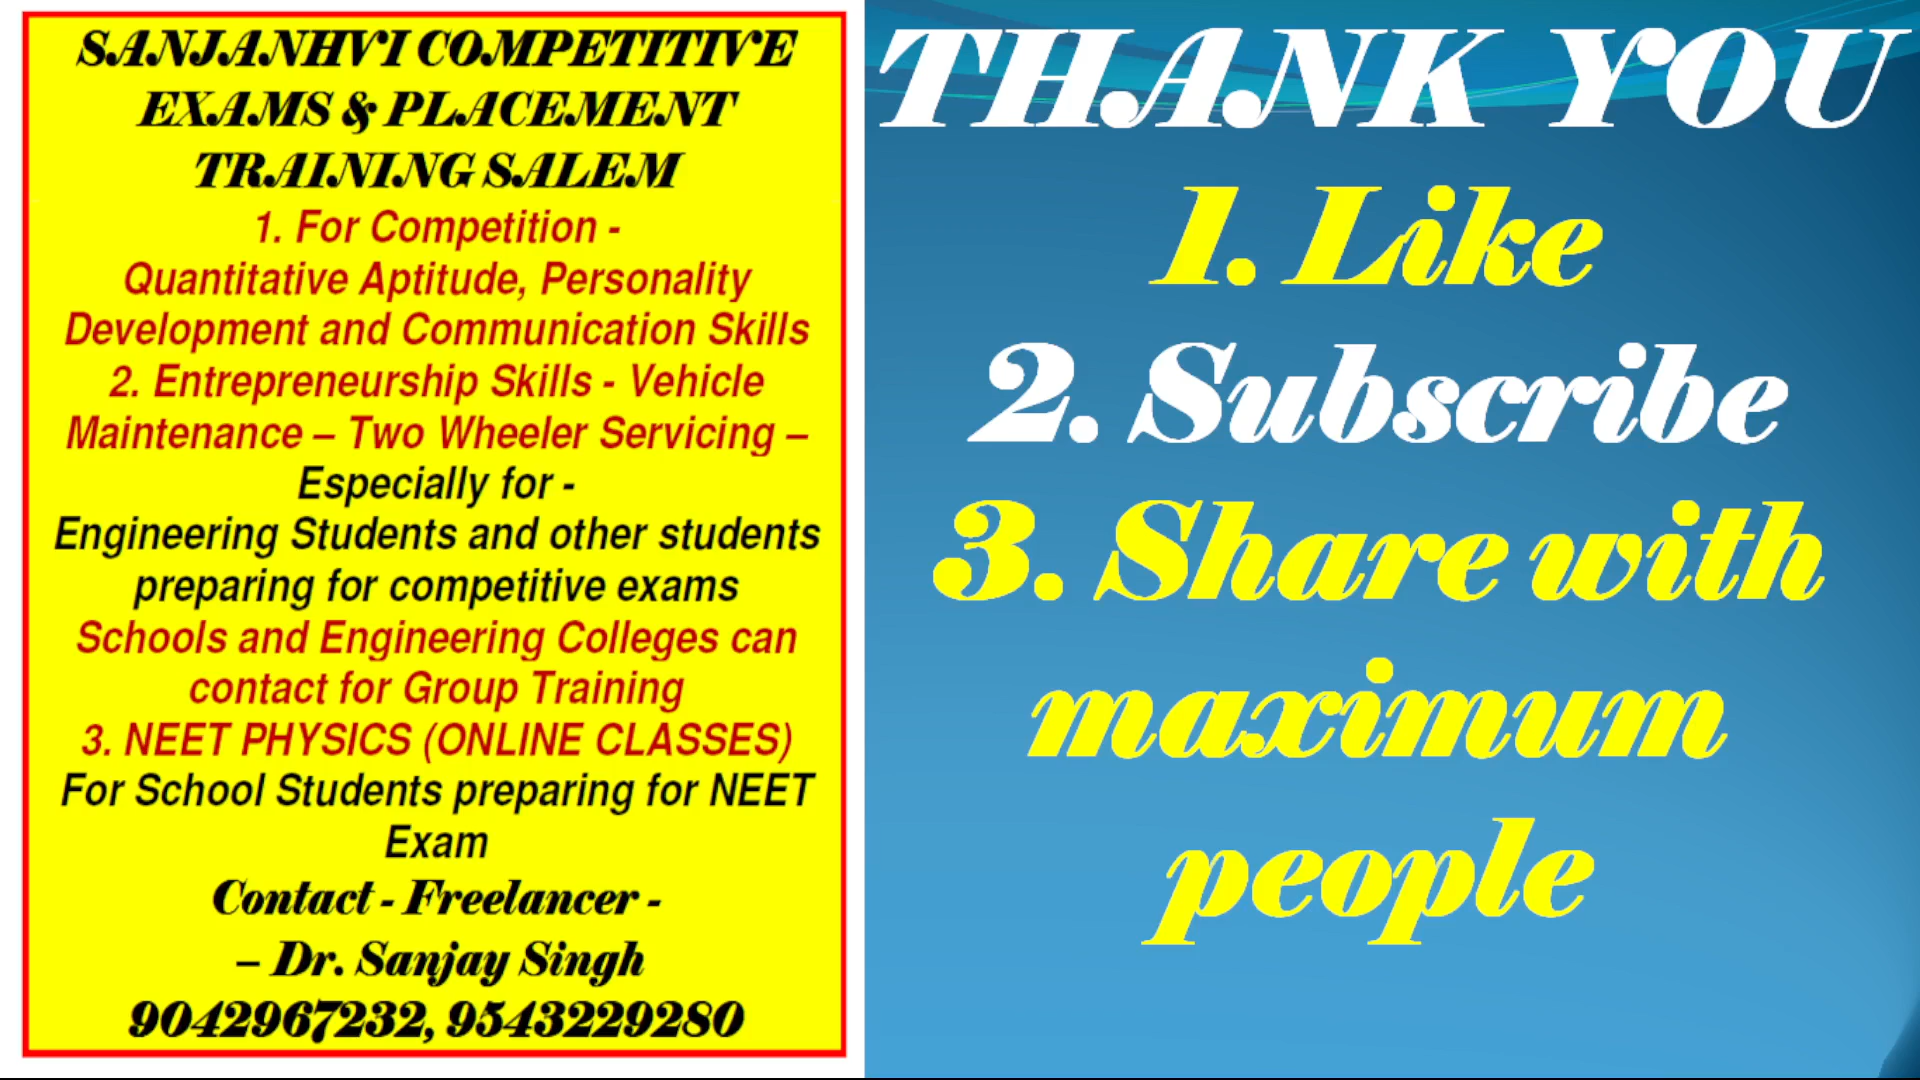 SANJANHVI COMPETITIVE
EXAMS & PLACEMENT
TRAINING SALEM
1. For Competition -
Quantitative Aptitude, Personality
Development and Communication Skills
2. Entrepreneurship Skills - Vehicle
Maintenance – Two Wheeler Servicing –
Especially for -
Engineering Students and other students
preparing for competitive exams
Schools and Engineering Colleges can
contact for Group Training
3. NEET PHYSICS (ONLINE CLASSES)
For School Students preparing for NEET
Exam
Contact - Freelancer -
– Dr. Sanjay Singh
9042967232, 9543229280
THANK YOU
1. Like
2. Subscribe
3. Share with
maximum
people